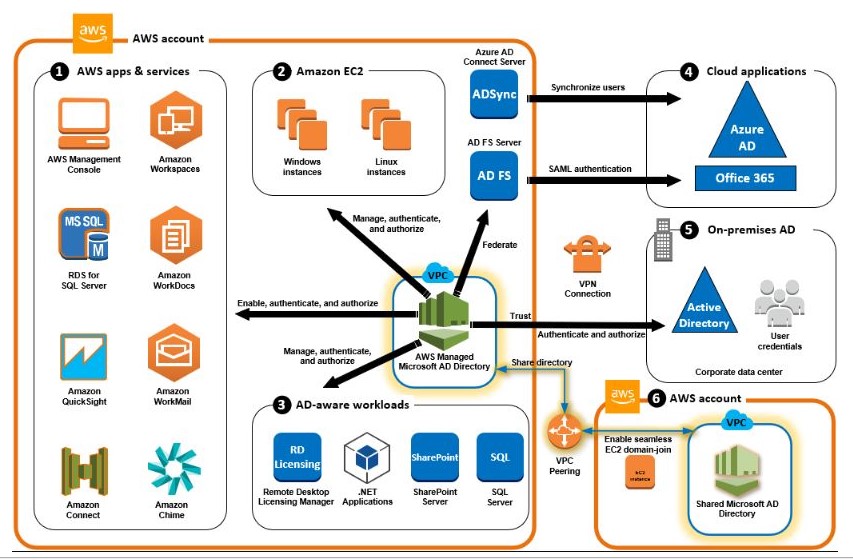 aws
AWS account
1 AWS apps & services
AWS Management
Console
Amazon
Workspaces
MS SQL
M
RDS for
SQL Server
Amazon
WorkDocs
Amazon
QuickSight
Amazon
WorkMail
Amazon
Connect
Amazon
Chime
2 Amazon EC2
Windows
instances
Linux
instances
Azure AD
Connect Server
ADSync
Synchronize users
AD FS Server
AD FS
SAML authentication
4 Cloud applications
Azure
AD
Office 365
Manage, authenticate,
and authorize
Federate
VPC
Enable, authenticate, and authorize
AWS Managed
Microsoft AD Directory
Manage, authenticate,
and authorize
VPN
Connection
Trust
Authenticate and authorize
5 On-premises AD
Active
Directory
User
credentials
Corporate data center
Share directory
3 AD-aware workloads
RD
Licensing
Remote Desktop
Licensing Manager
.NET
Applications
SharePoint
SharePoint
Server
SQL
SQL
Server
VPC
Peering
aws
6 AWS account
VPC
Enable seamless
EC2 domain-join
EC2
instance
Shared Microsoft AD
Directory